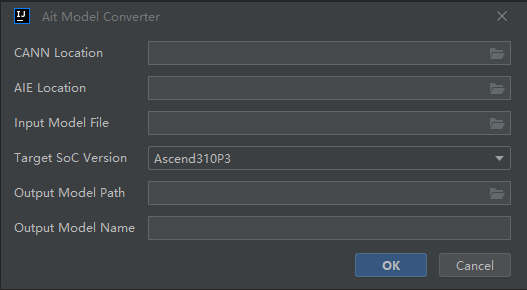 IJ Ait Model Converter
CANN Location
AIE Location
Input Model File
Target SoC Version Ascend310P3
Output Model Path
Output Model Name
OK Cancel